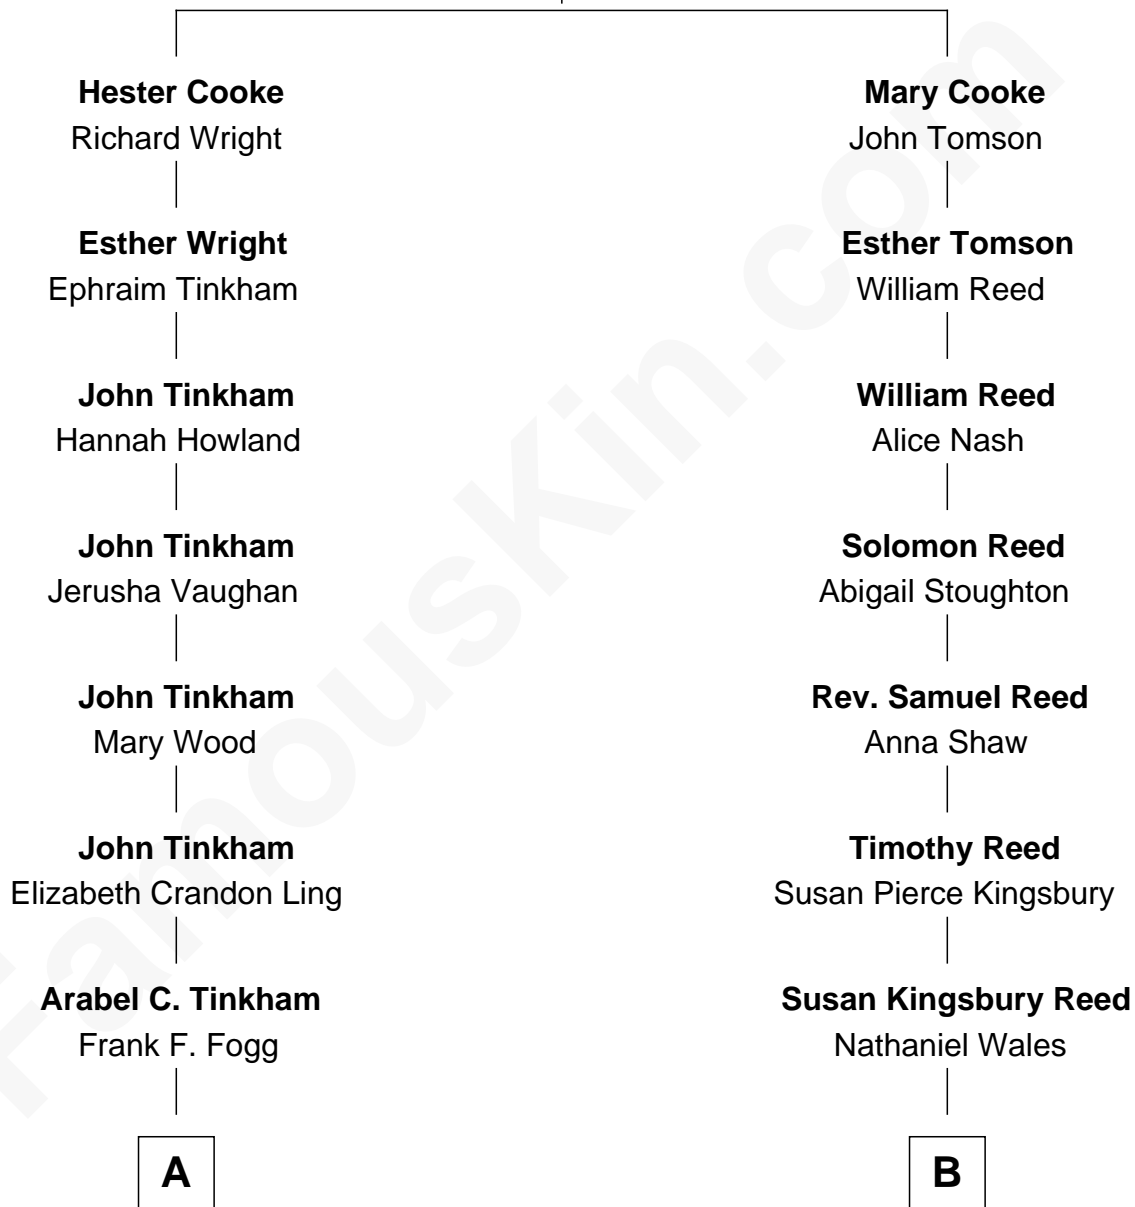 Hester Cooke
Richard Wright
Esther Wright
Ephraim Tinkham
John Tinkham
Hannah Howland
John Tinkham
Jerusha Vaughan
John Tinkham
Mary Wood
John Tinkham
Elizabeth Crandon Ling
Arabel C. Tinkham
Frank F. Fogg
A
Mary Cooke
John Tomson
Esther Tomson
William Reed
William Reed
Alice Nash
Solomon Reed
Abigail Stoughton
Rev. Samuel Reed
Anna Shaw
Timothy Reed
Susan Pierce Kingsbury
Susan Kingsbury Reed
Nathaniel Wales
B
FamousKin.com